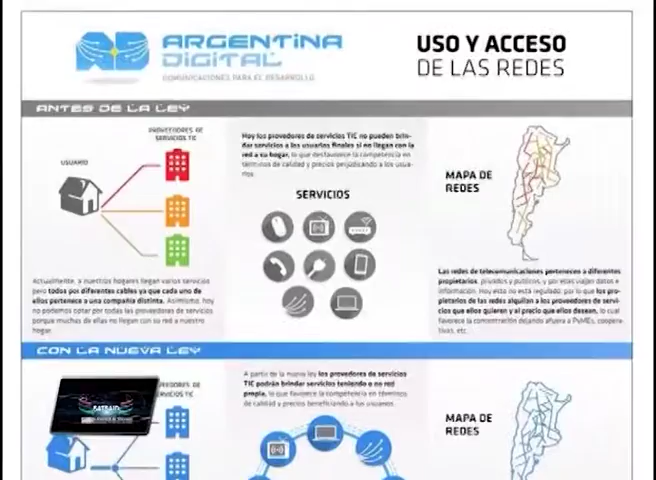 ARGENTINA
DIGITAL
COMUNICACIONES PARA EL DESARROLLO
USO Y ACCESO
DE LAS REDES
ANTES DE LA LEY
USUARIO
PROVEEDORES DE
SERVICIOS TIC
Hoy los provedores de servicios TIC no pueden brin-
dar servicios a los usuarios finales si no llegan con la
red a su hogar, lo que desfavorece la competencia en
términos de calidad y precios perjudicando a los usua-
rios.
SERVICIOS
MAPA DE
REDES
Actualmente, a nuestros hogares llegan varios servicios
pero todos por diferentes cables ya que cada uno de
ellos pertenece a una compañía distinta. Asimismo, hoy
no podemos optar por todas las proveedores de servicios
porque muchas de ellas no llegan con su red a nuestro
hogar.
Las redes de telecomunicaciones pertenecen a diferentes
propietarios, privados y públicos, y por ellas viajan datos e
información. Hoy esto no está regulado, por lo que los pro-
pietarios de las redes alquilan a los proveedores de servi-
cios que ellos quieren y al precio que ellos desean, lo cual
favorece la concentración dejando afuera a PyMEs, coopera-
tivas, etc.
CON LA NUEVA LEY
EEDORES DE
SERVICIOS TIC
A partir de la nueva ley los proveedores de servicios
TIC podrán brindar servicios teniendo o no red
propia, lo que favorece la competencia en términos
de calidad y precios beneficiando a los usuarios.
MAPA DE
REDES